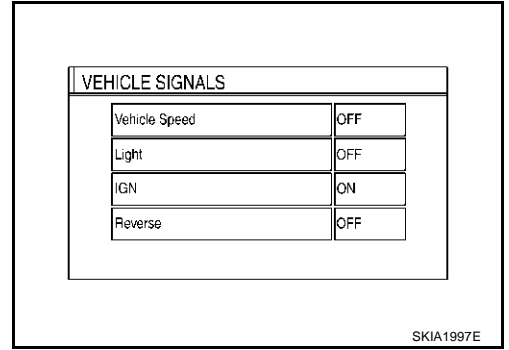 VEHICLE SIGNALS
Vehicle Speed OFF
Light OFF
IGN ON
Reverse OFF
SKIA1997E